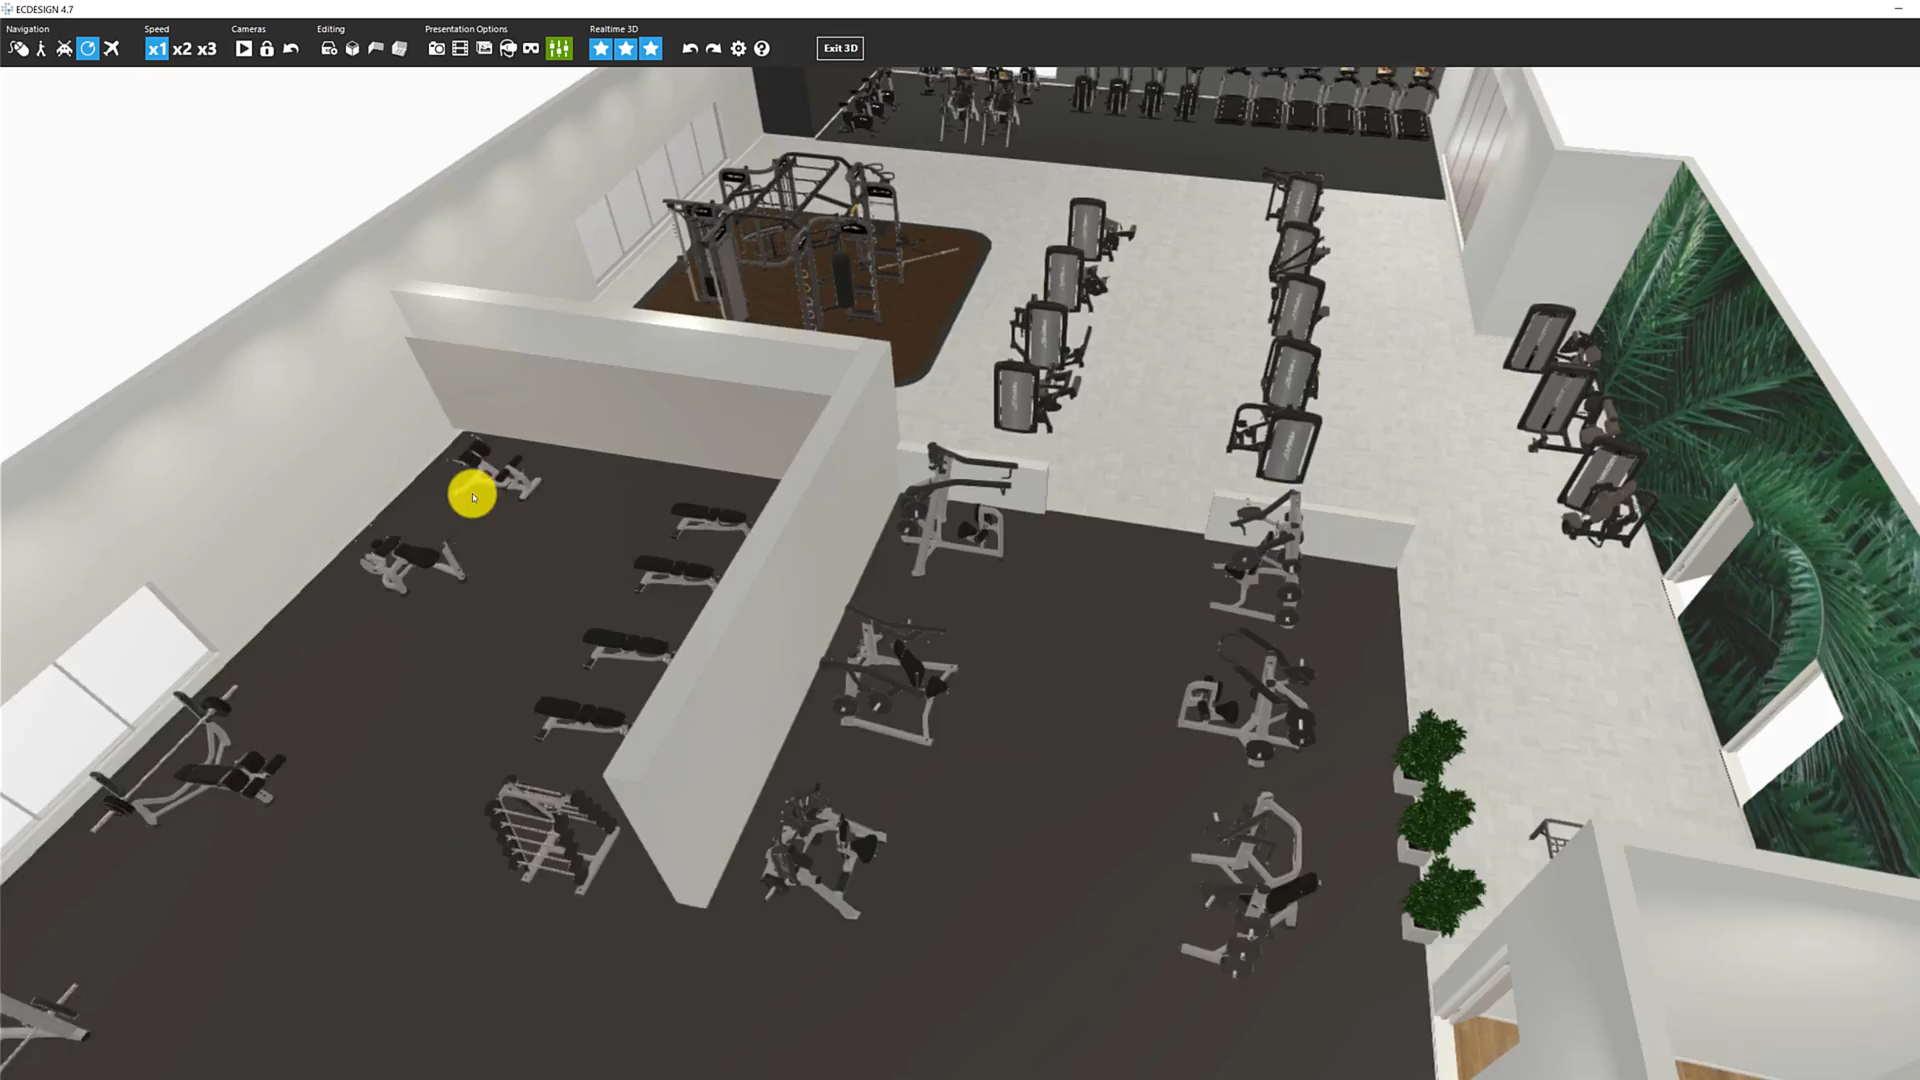 ECDESIGN 4.7
Navigation Speed Cameras Editing Presentation Options Realtime 3D
x1 x2 x3 Exit 3D